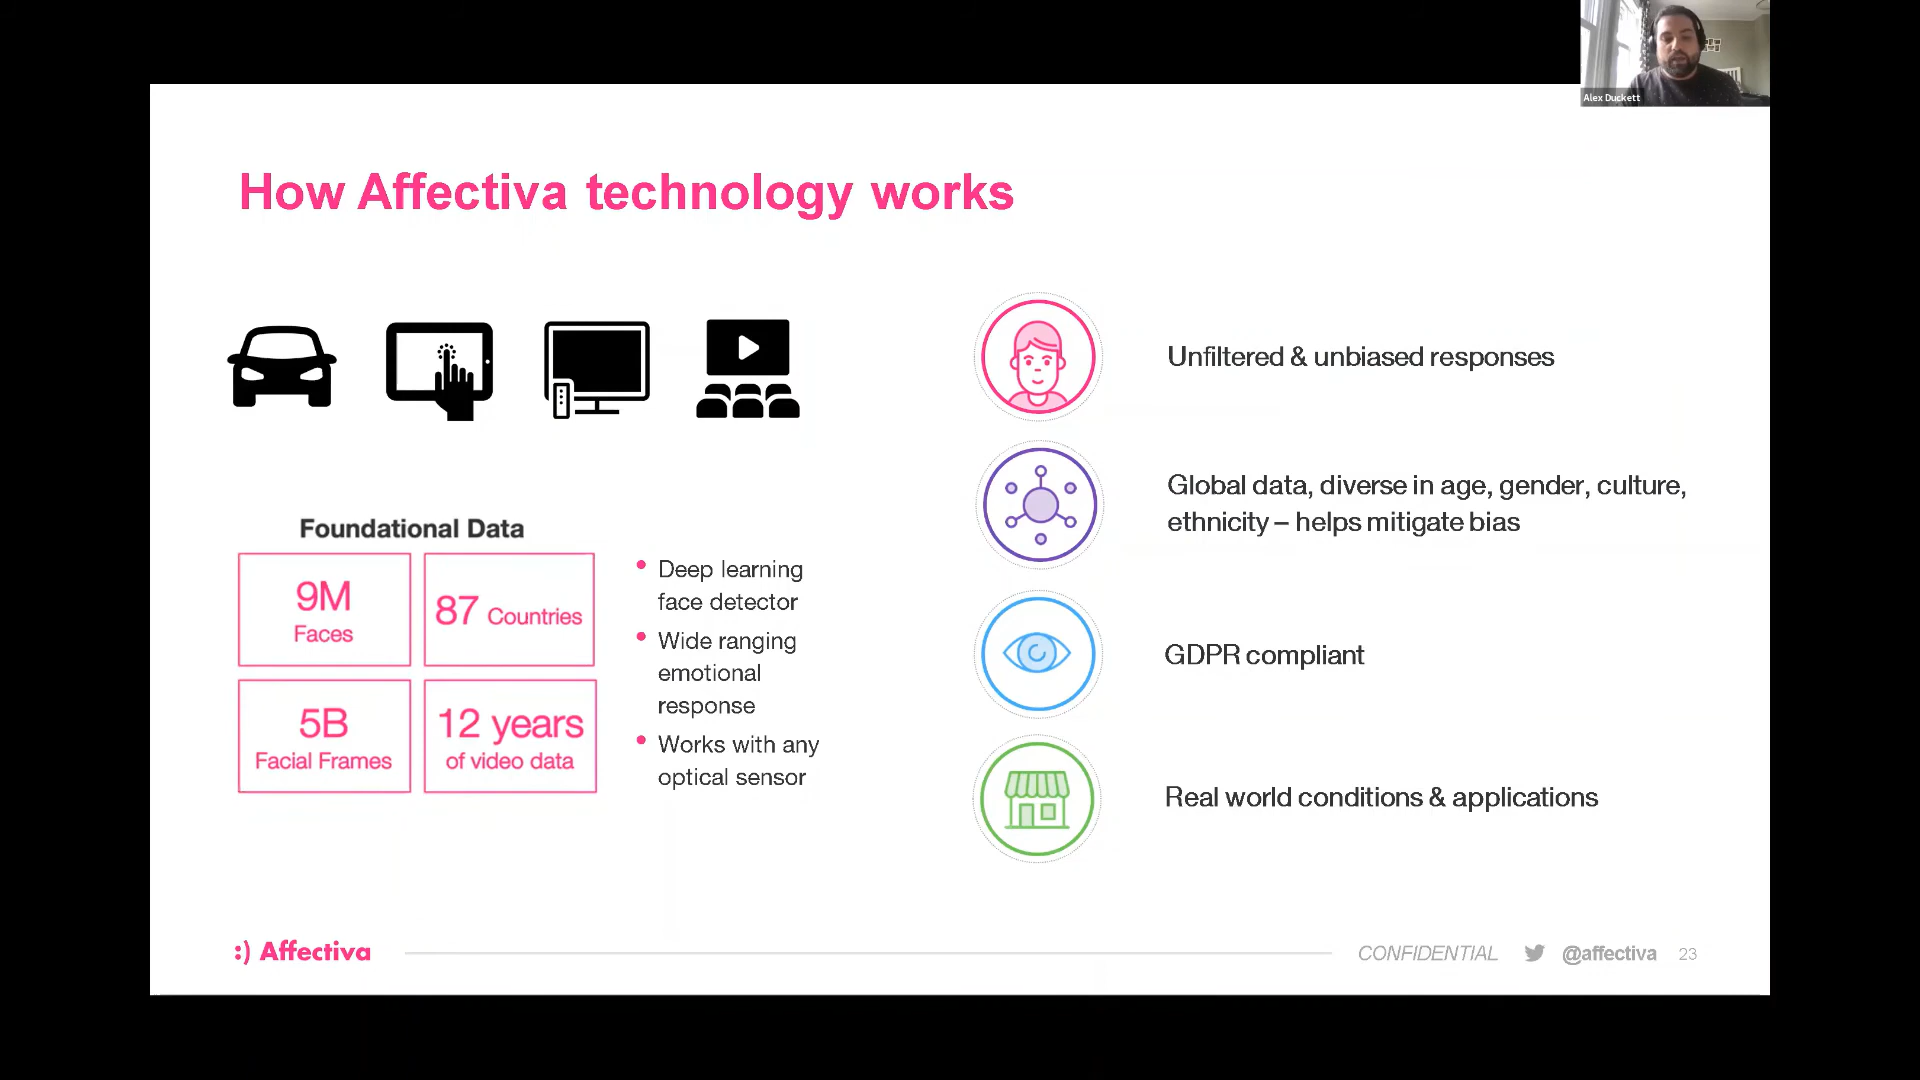 Alex Duckett
How Affectiva technology works
Foundational Data
9M
Faces
87 Countries
5B
Facial Frames
12 years
of video data
• Deep learning
face detector
• Wide ranging
emotional
response
• Works with any
optical sensor
Unfiltered & unbiased responses
Global data, diverse in age, gender, culture,
ethnicity – helps mitigate bias
GDPR compliant
Real world conditions & applications
:) Affectiva
CONFIDENTIAL @affectiva 23